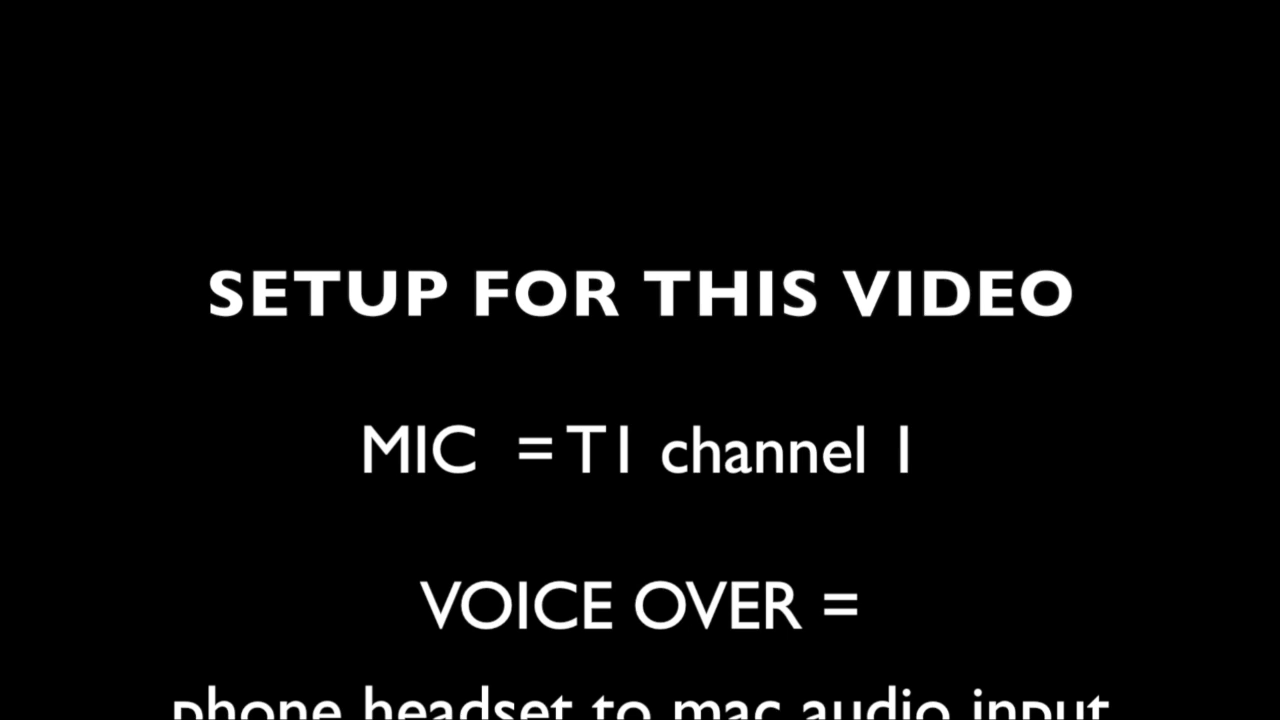 SETUP FOR THIS VIDEO
MIC = T1 channel 1
VOICE OVER =
phone headset to mac audio input